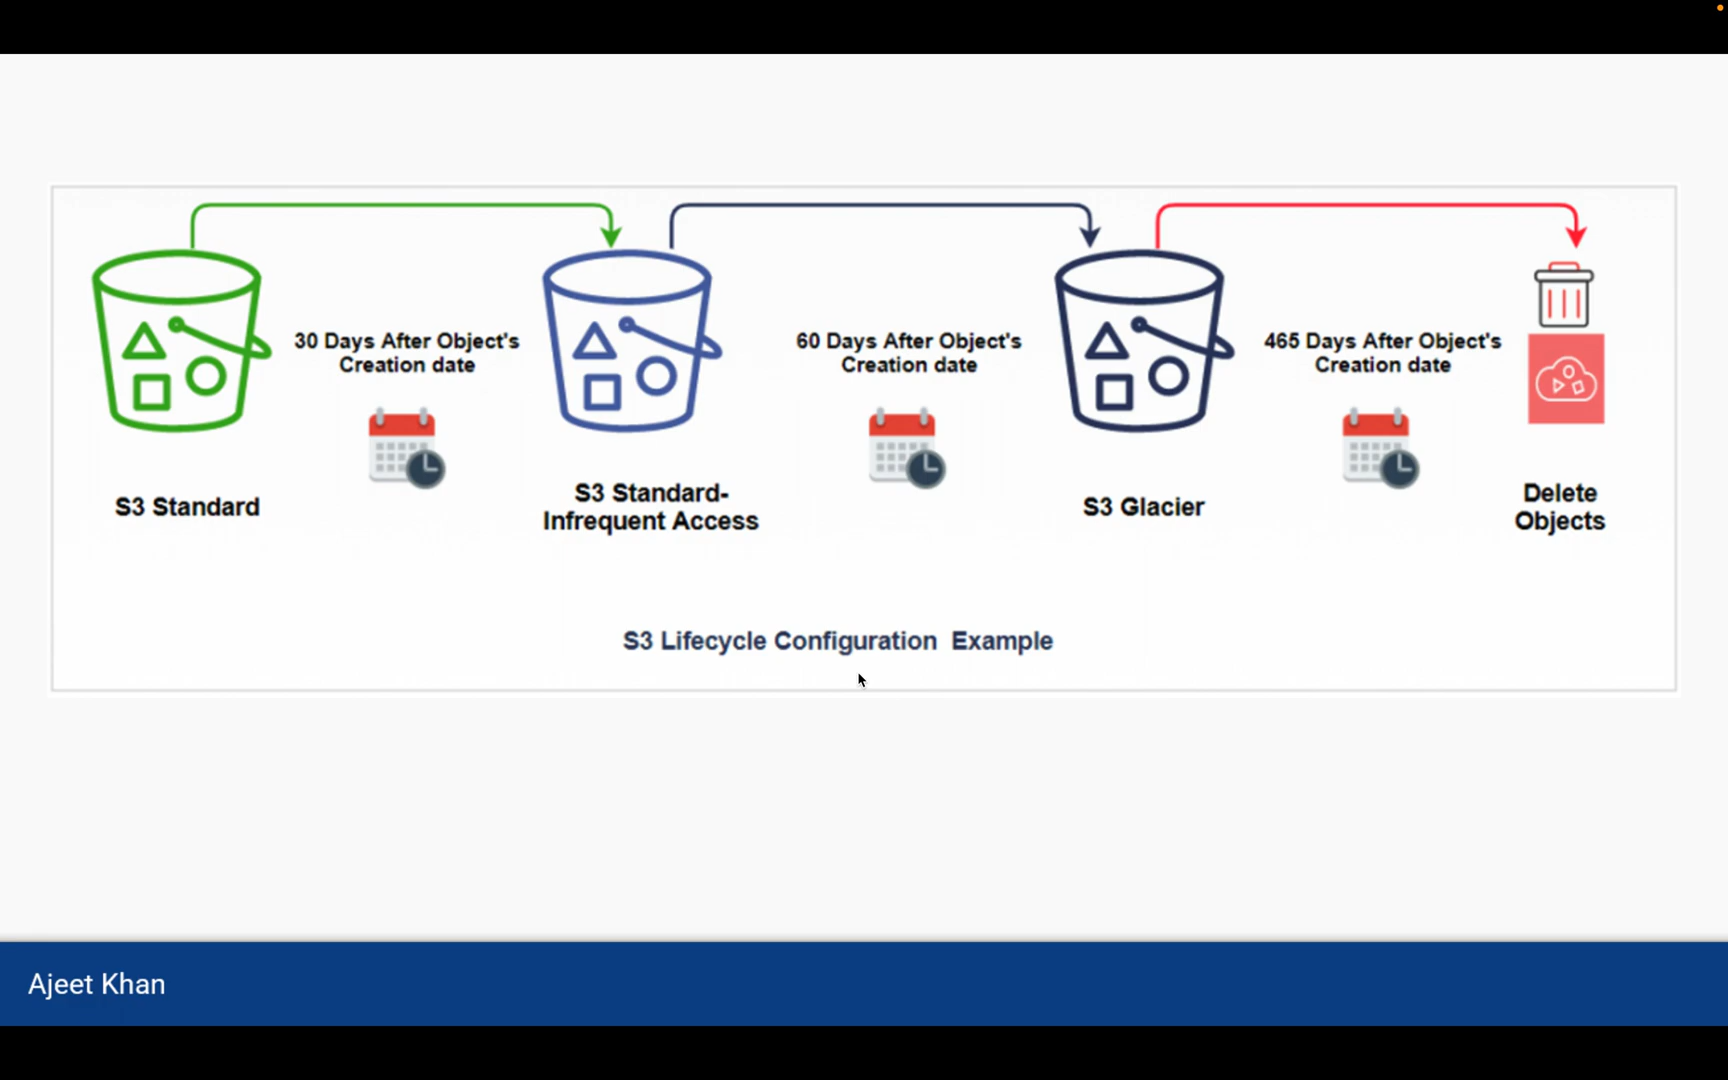 30 Days After Object's
Creation date
60 Days After Object's
Creation date
465 Days After Object's
Creation date
S3 Standard
S3 Standard-
Infrequent Access
S3 Glacier
Delete
Objects
S3 Lifecycle Configuration  Example
Ajeet Khan